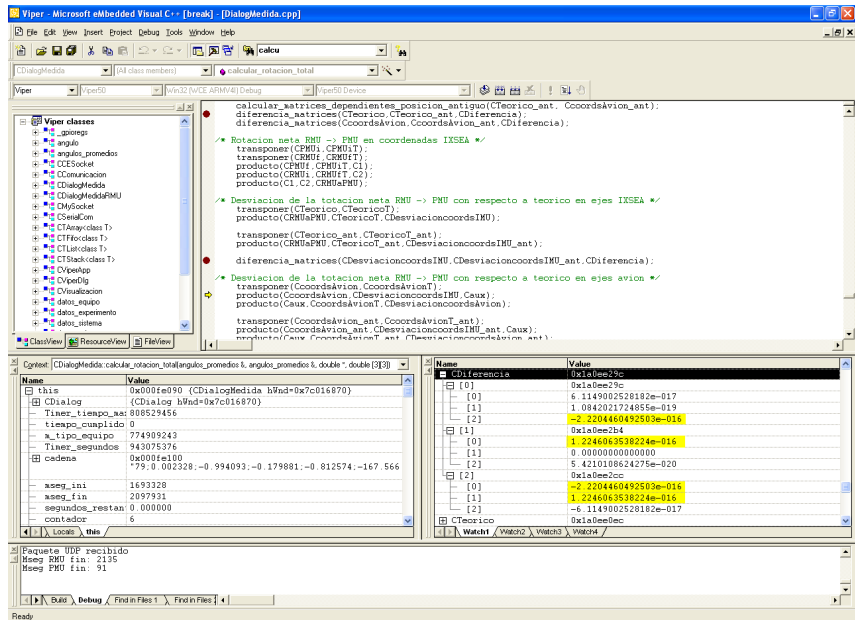 Viper - Microsoft eMbedded Visual C++ [break] - [DialogMedida.cpp]
File Edit View Insert Project Debug Tools Window Help
calcu
CDialogMedida [All class members] calcular_rotacion_total
Viper Viper50 Win32 (WCE ARMV4I) Debug Viper50 Device
Viper classes
_gpioregs
angulo
angulos_promedios
CCESocket
CComunicacion
CDialogMedida
CDialogMedidaRMU
CMySocket
CSerialCom
CTArray<class T>
CTFifo<class T>
CTList<class T>
CTStack<class T>
CViperApp
CViperDlg
CVisualizacion
datos_equipo
datos_experimento
datos_sistema
ClassView ResourceView FileView
calcular_matrices_dependientes_posicion_antiguo(CTeorico_ant, CcoordsAvion_ant);
diferencia_matrices(CTeorico,CTeorico_ant,CDiferencia);
diferencia_matrices(CcoordsAvion,CcoordsAvion_ant,CDiferencia);
/* Rotacion neta RMU -> PMU en coordenadas IXSEA */
transponer(CPMUi,CPMUiT);
transponer(CRMUf,CRMUfT);
producto(CPMUf,CPMUiT,C1);
producto(CRMUi,CRMUfT,C2);
producto(C1,C2,CRMUaPMU);
/* Desviacion de la totacion neta RMU -> PMU con respecto a teorico en ejes IXSEA */
transponer(CTeorico,CTeoricoT);
producto(CRMUaPMU,CTeoricoT,CDesviacioncoordsIMU);
transponer(CTeorico_ant,CTeoricoT_ant);
producto(CRMUaPMU,CTeoricoT_ant,CDesviacioncoordsIMU_ant);
diferencia_matrices(CDesviacioncoordsIMU,CDesviacioncoordsIMU_ant,CDiferencia);
/* Desviacion de la totacion neta RMU -> PMU con respecto a teorico en ejes avion */
transponer(CcoordsAvion,CcoordsAvionT);
producto(CcoordsAvion,CDesviacioncoordsIMU,Caux);
producto(Caux,CcoordsAvionT,CDesviacioncoordsAvion);
transponer(CcoordsAvion_ant,CcoordsAvionT_ant);
producto(CcoordsAvion_ant,CDesviacioncoordsIMU_ant,Caux);
producto(Caux,CcoordsAvionT_ant,CDesviacioncoordsAvion_ant);
Context: CDialogMedida::calcular_rotacion_total(angulos_promedios &, angulos_promedios &, double *, double [3][3])
Name Value
this 0x000fe090 {CDialogMedida hWnd=0x7c016870}
CDialog {CDialog hWnd=0x7c016870}
Timer_tiempo_ma: 808529456
tiempo_cumplido 0
m_tipo_equipo 774909243
Timer_segundos 943075376
cadena 0x000fe100
"79;0.002328;-0.994093;-0.179881;-0.812574;-167.566
mseg_ini 1693328
mseg_fin 2097931
segundos_restan 0.000000
contador 6
Locals this
Name Value
CDiferencia 0x1a0ee29c
[0] 0x1a0ee29c
[0] 6.1149002528182e-017
[1] 1.0842021724855e-019
[2] -2.2204460492503e-016
[1] 0x1a0ee2b4
[0] 1.2246063538224e-016
[1] 0.00000000000000
[2] 5.4210108624275e-020
[2] 0x1a0ee2cc
[0] -2.2204460492503e-016
[1] 1.2246063538224e-016
[2] -6.1149002528182e-017
CTeorico 0x1a0ee0ec
Watch1 Watch2 Watch3 Watch4
Paquete UDP recibido
Mseg RMU fin: 2135
Mseg PMU fin: 91
Build Debug Find in Files 1 Find in Files
Ready